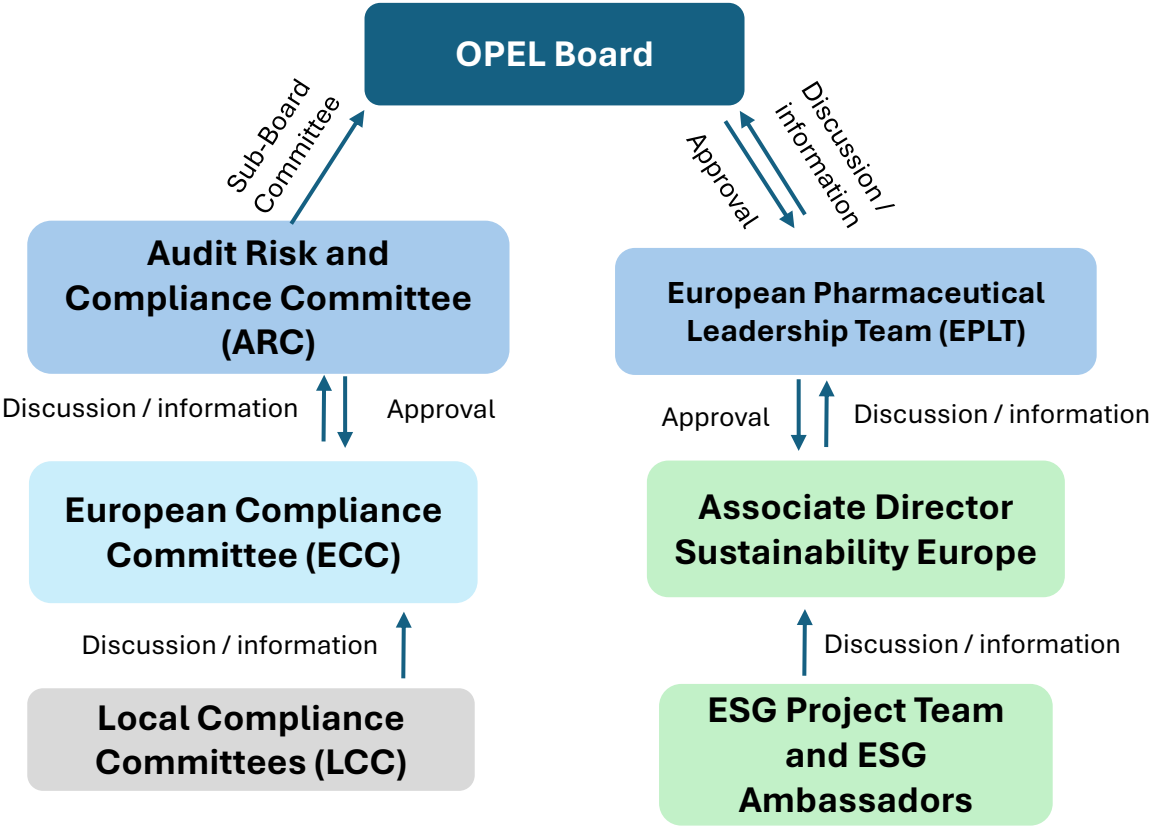 OPEL Board
Sub-Board
Committee
Approval
Discussion /
information
Audit Risk and
Compliance Committee
(ARC)
European Pharmaceutical
Leadership Team (EPLT)
Discussion / information
Approval
Approval
Discussion / information
European Compliance
Committee (ECC)
Associate Director
Sustainability Europe
Discussion / information
Discussion / information
Local Compliance
Committees (LCC)
ESG Project Team
and ESG
Ambassadors